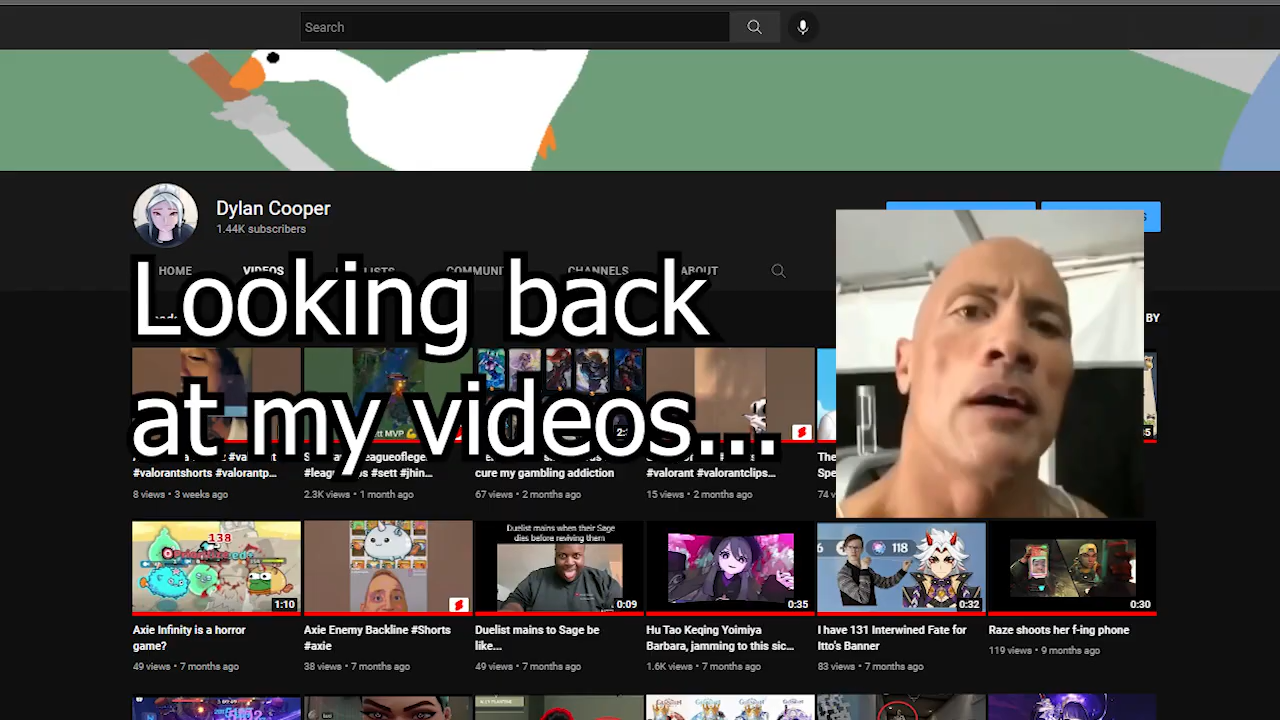 Search
Dylan Cooper
1.44K subscribers
HOME
VIDEOS
CHANNELS
ABOUT
BY
Looking back
at my videos...
#valorantshorts #valorantp...
#sett #jhin...
cure my gambling addiction
#valorant #valorantclips...
8 views • 3 weeks ago
2.3K views • 1 month ago
67 views • 2 months ago
15 views • 2 months ago
138
1:10
Duelist mains when their Sage
dies before reviving them
0:09
0:35
118
0:32
0:30
Axie Infinity is a horror
game?
49 views • 7 months ago
Axie Enemy Backline #Shorts
#axie
38 views • 7 months ago
Duelist mains to Sage be
like...
49 views • 7 months ago
Hu Tao Keqing Yoimiya
Barbara, jamming to this sic...
1.6K views • 7 months ago
I have 131 Interwined Fate for
Itto's Banner
83 views • 7 months ago
Raze shoots her f-ing phone
119 views • 9 months ago